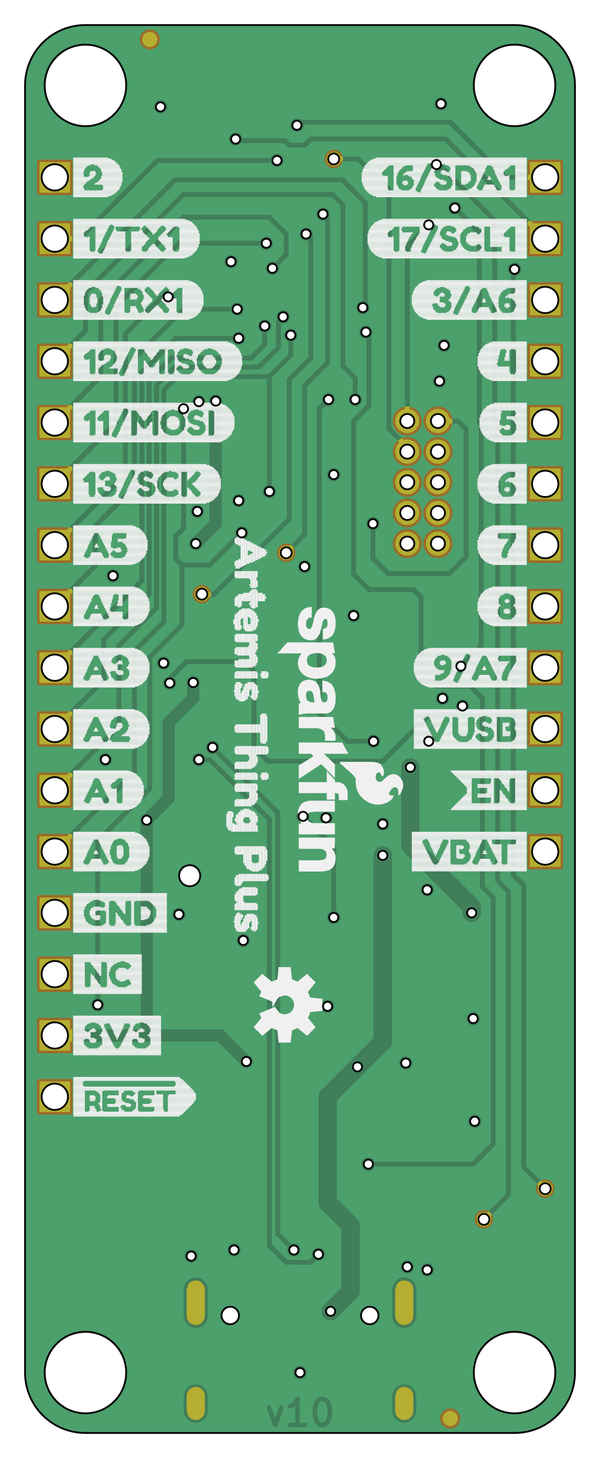 2
1/TX1
0/RX1
12/MISO
11/MOSI
13/SCK
A5
A4
A3
A2
A1
A0
GND
NC
3V3
RESET
Artemis Thing Plus
sparkfun
16/SDA1
17/SCL1
3/A6
4
5
6
7
8
9/A7
VUSB
EN
VBAT
v10